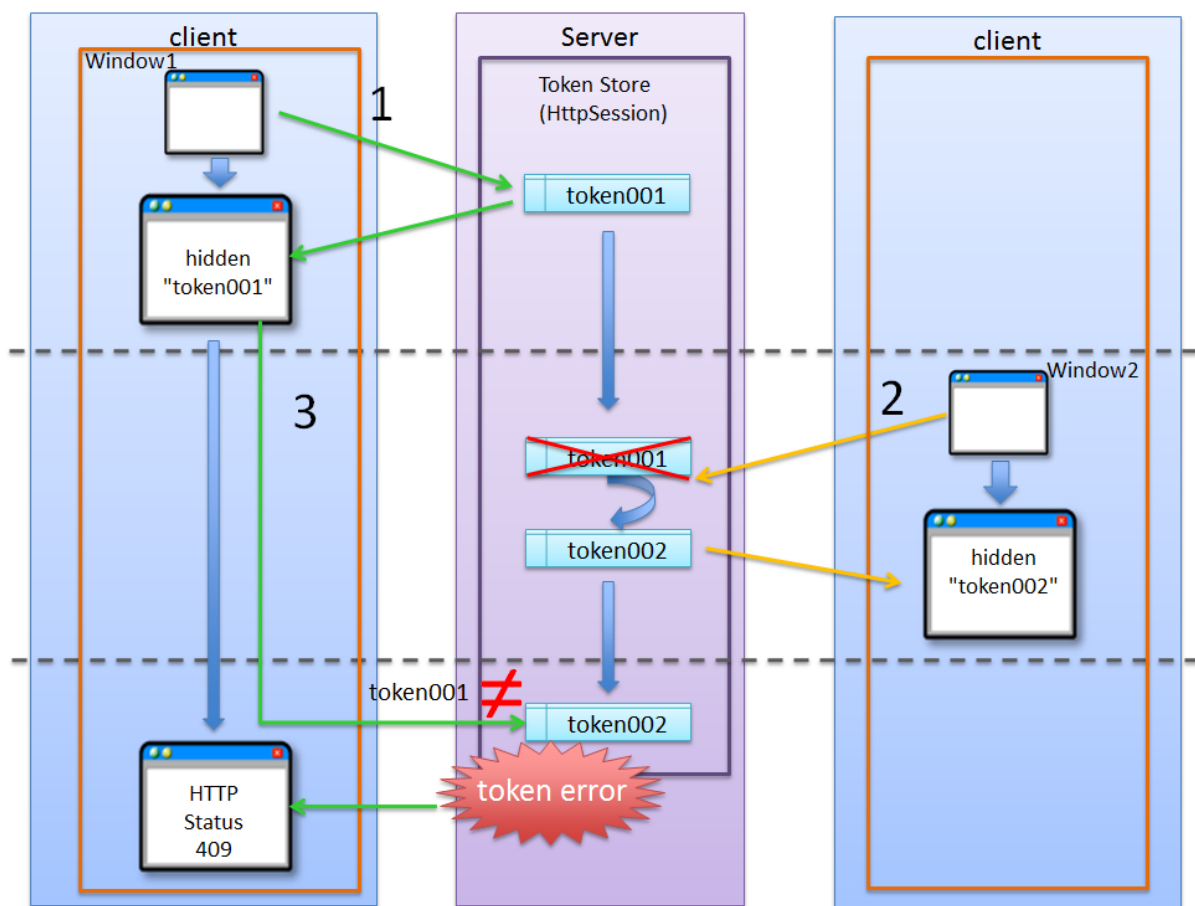 client
Server
client
Window1
Token Store
(HttpSession)
1
token001
hidden
"token001"
Window2
2
3
token001
token002
hidden
"token002"
token001
≠
token002
token error
HTTP
Status
409